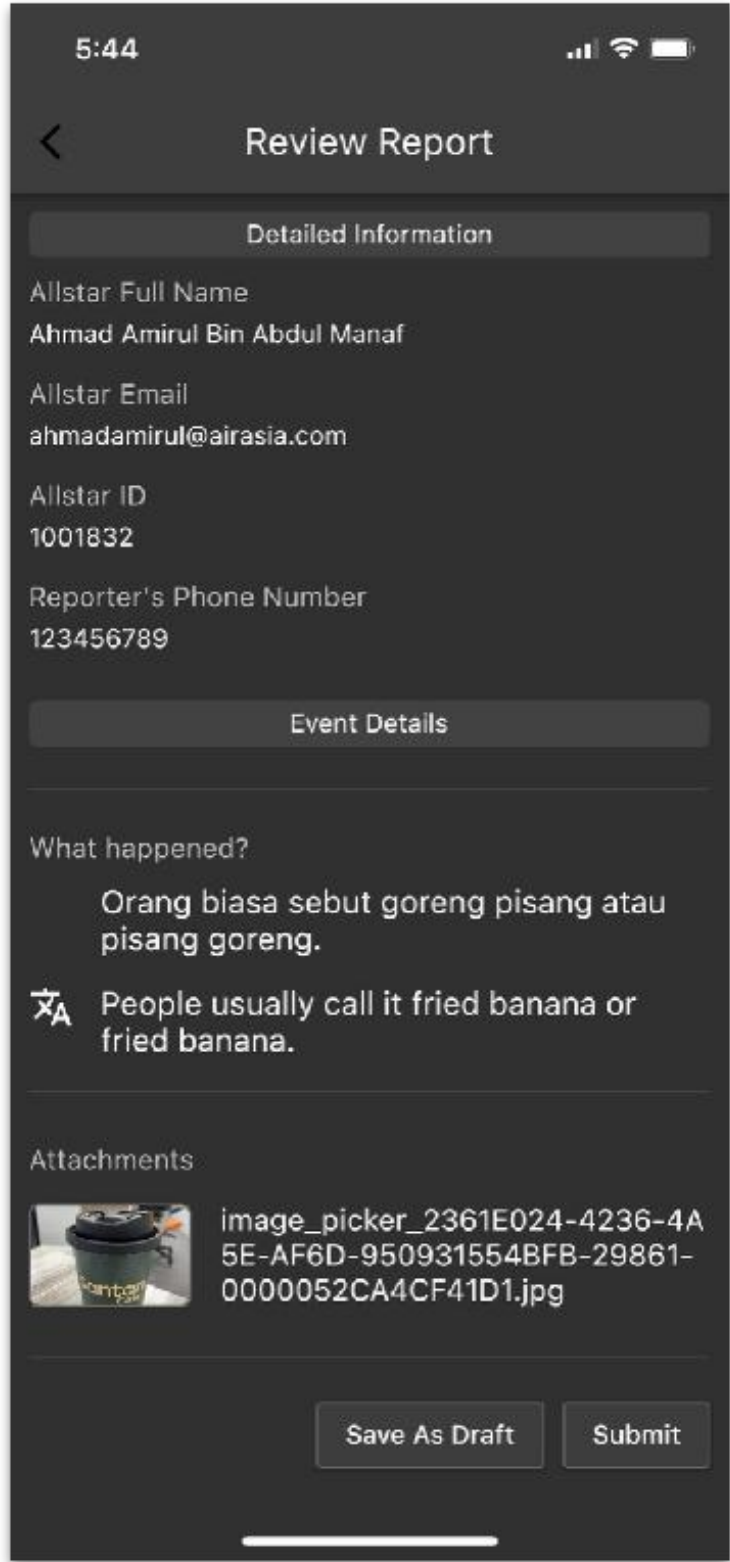 5:44
Review Report
Detailed Information
Allstar Full Name
Ahmad Amirul Bin Abdul Manaf
Allstar Email
ahmadamirul@airasia.com
Allstar ID
1001832
Reporter's Phone Number
123456789
Event Details
What happened?
Orang biasa sebut goreng pisang atau
pisang goreng.
People usually call it fried banana or
fried banana.
Attachments
image_picker_2361E024-4236-4A
5E-AF6D-950931554BFB-29861-
0000052CA4CF41D1.jpg
Santan
Save As Draft
Submit